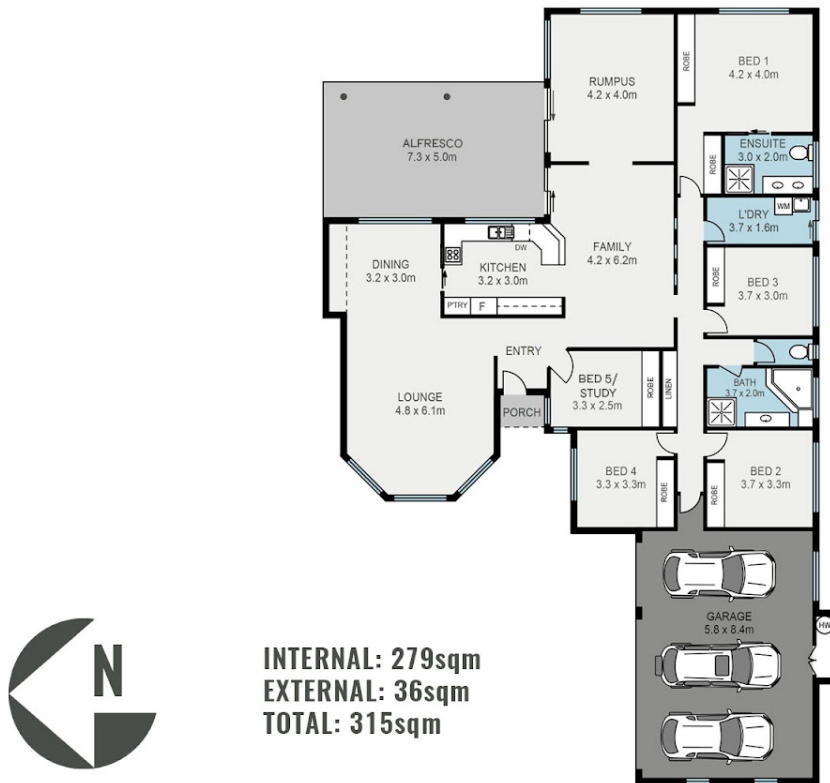 RUMPUS
4.2 x 4.0m
ROBE
BED 1
4.2 x 4.0m
ALFRESCO
7.3 x 5.0m
ENSUITE
3.0 x 2.0m
ROBE
WM
L'DRY
3.7 x 1.6m
DINING
3.2 x 3.0m
DW
KITCHEN
3.2 x 3.0m
P'TRY
F
FAMILY
4.2 x 6.2m
ROBE
BED 3
3.7 x 3.0m
ENTRY
LOUNGE
4.8 x 6.1m
PORCH
BED 5/
STUDY
3.3 x 2.5m
ROBE
LINEN
BATH
3.7 x 2.0m
BED 4
3.3 x 3.3m
ROBE
ROBE
BED 2
3.7 x 3.3m
GARAGE
5.8 x 8.4m
HW
N
INTERNAL: 279sqm
EXTERNAL: 36sqm
TOTAL: 315sqm